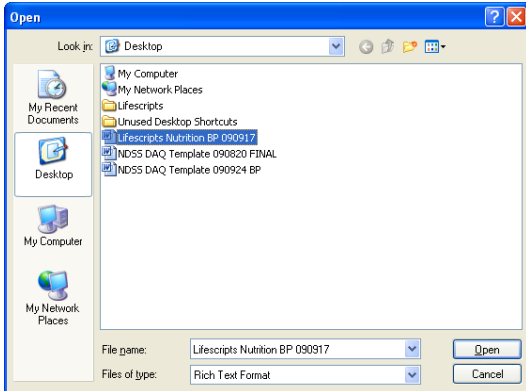 Open
Look in: Desktop
My Recent
Documents
Desktop
My Computer
My Network
Places
My Computer
My Network Places
Lifescripts
Unused Desktop Shortcuts
Lifescripts Nutrition BP 090917
NDSS DAQ Template 090820 FINAL
NDSS DAQ Template 090924 BP
File name: Lifescripts Nutrition BP 090917 Open
Files of type: Rich Text Format Cancel